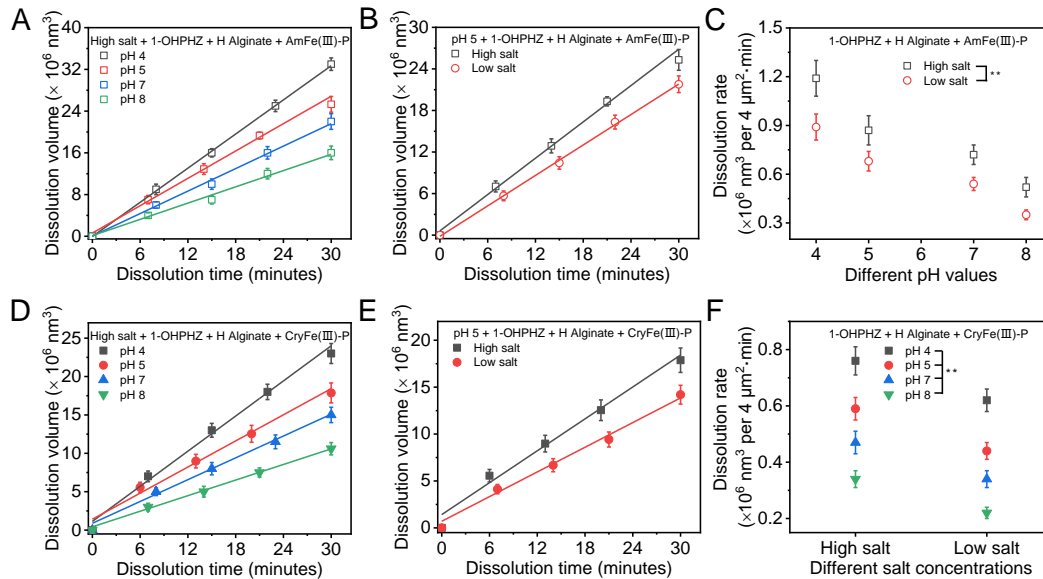 A
High salt + 1-OHPHZ + H Alginate + AmFe(Ⅲ)-P
pH 4
pH 5
pH 7
pH 8
Dissolution volume (× 10⁶ nm³)
0
8
16
24
32
0 6 12 18 24 30
Dissolution time (minutes)
B
pH 5 + 1-OHPHZ + H Alginate + AmFe(Ⅲ)-P
High salt
Low salt
Dissolution volume (× 10⁶ nm³)
0
6
12
18
24
30
0 6 12 18 24 30
Dissolution time (minutes)
C
1-OHPHZ + H Alginate + AmFe(Ⅲ)-P
High salt
Low salt
**
Dissolution rate
(×10⁶ nm³ per 4 μm²·min)
0.3
0.6
0.9
1.2
1.5
4 5 7 8
Different pH values
D
High salt + 1-OHPHZ + H Alginate + CryFe(Ⅲ)-P
pH 4
pH 5
pH 7
pH 8
Dissolution volume (× 10⁶ nm³)
0
5
10
15
20
25
0 6 12 18 24 30
Dissolution time (minutes)
E
pH 5 + 1-OHPHZ + H Alginate + CryFe(Ⅲ)-P
High salt
Low salt
Dissolution volume (× 10⁶ nm³)
0
5
10
15
20
0 6 12 18 24 30
Dissolution time (minutes)
F
1-OHPHZ + H Alginate + CryFe(Ⅲ)-P
pH 4
pH 5
pH 7
pH 8
**
Dissolution rate
(×10⁶ nm³ per 4 μm²·min)
0.2
0.4
0.6
0.8
High salt Low salt
Different salt concentrations